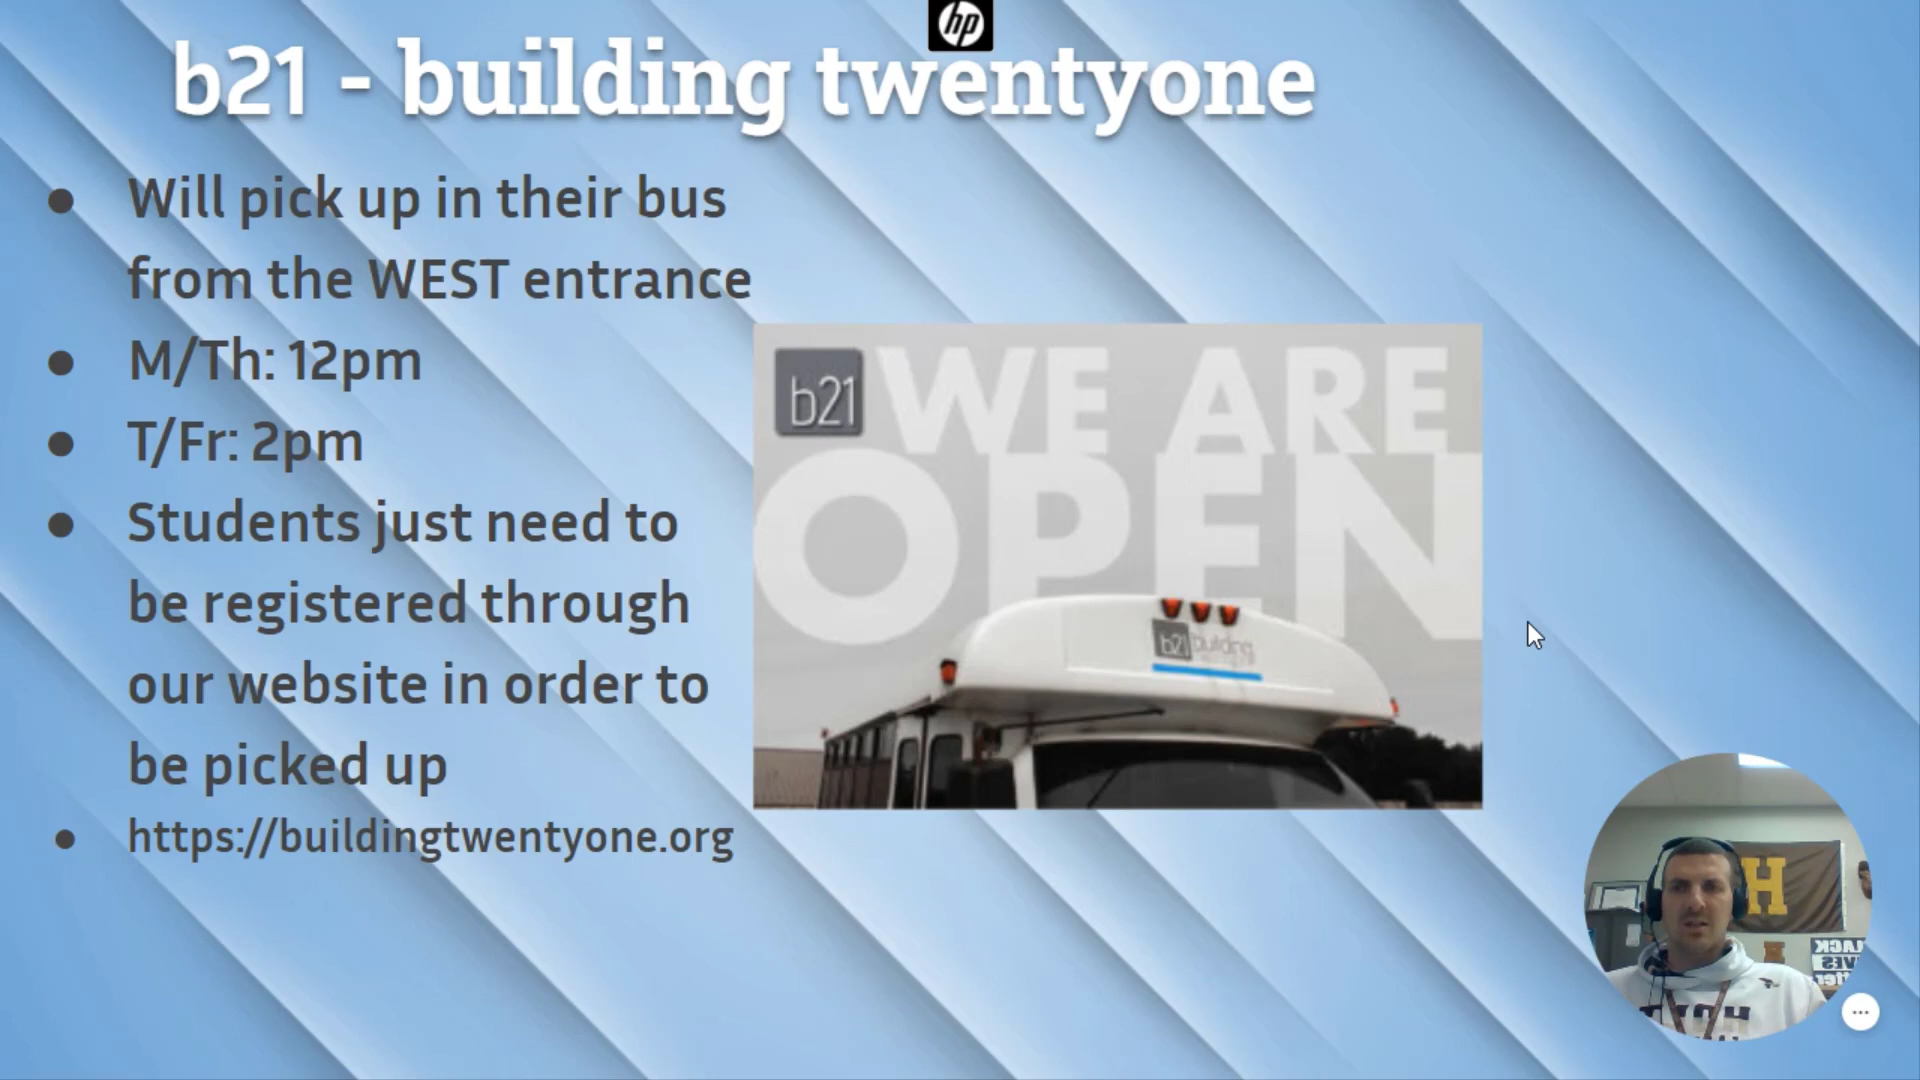 hp
b21 - building twentyone
● Will pick up in their bus
from the WEST entrance
● M/Th: 12pm
● T/Fr: 2pm
● Students just need to
be registered through
our website in order to
be picked up
● https://buildingtwentyone.org
b21 WE ARE
OPEN
b21 building
H